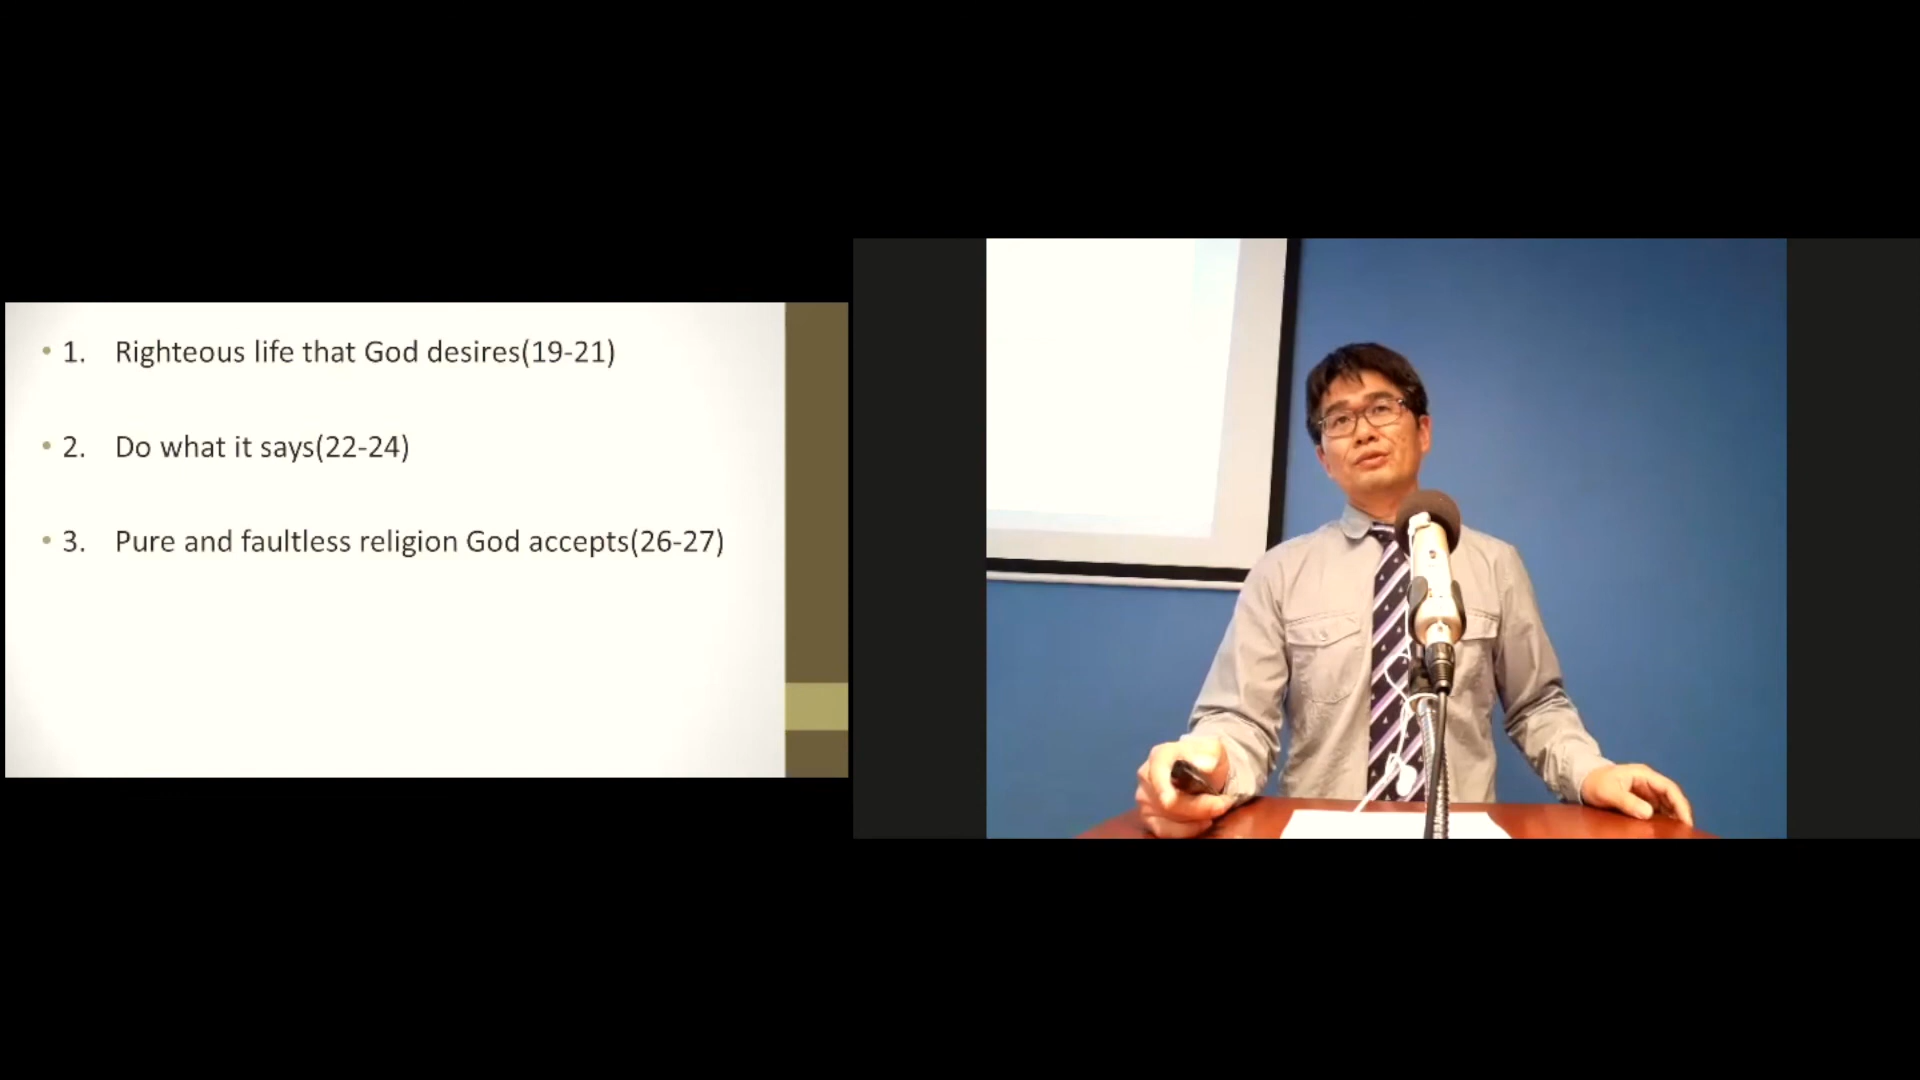 • 1. Righteous life that God desires(19-21)
• 2. Do what it says(22-24)
• 3. Pure and faultless religion God accepts(26-27)